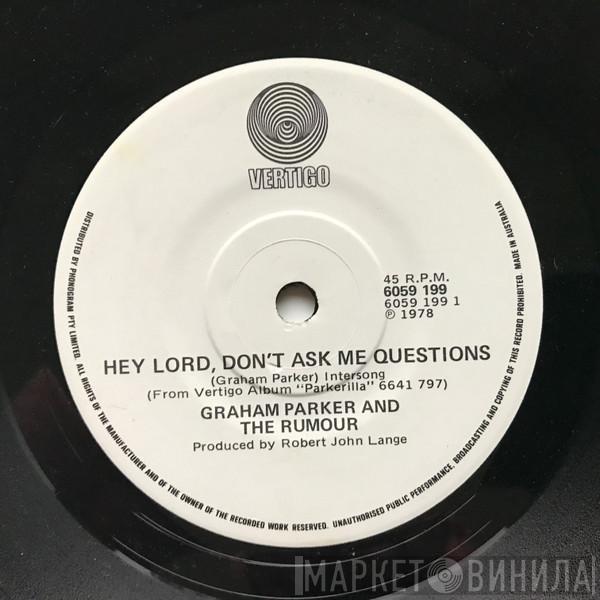 VERTIGO
45 R.P.M.
6059 199
6059 199 1
℗ 1978
HEY LORD, DON'T ASK ME QUESTIONS
(Graham Parker) Intersong
(From Vertigo Album "Parkerilla" 6641 797)
GRAHAM PARKER AND
THE RUMOUR
Produced by Robert John Lange
DISTRIBUTED BY PHONOGRAM PTY LIMITED. ALL RIGHTS OF THE MANUFACTURER AND OF THE OWNER OF THE RECORDED WORK RESERVED. UNAUTHORISED PUBLIC PERFORMANCE, BROADCASTING AND COPYING OF THIS RECORD PROHIBITED. MADE IN AUSTRALIA
МАРКЕТ ВИНИЛА